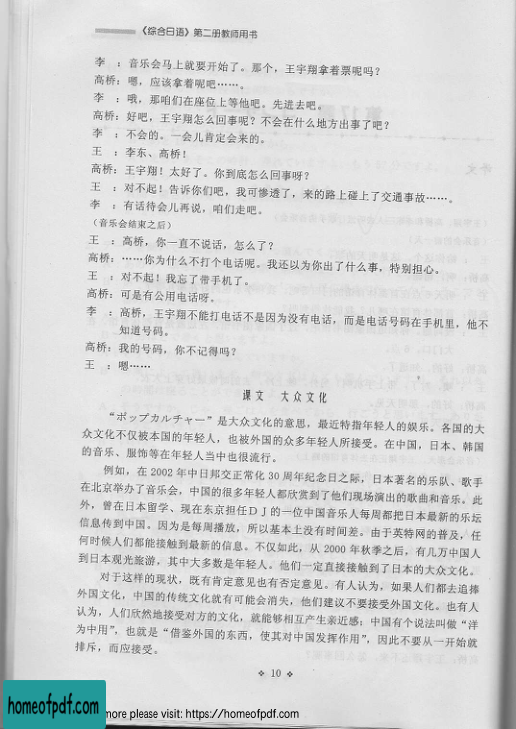 《综合日语》第二册教师用书
李　：音乐会马上就要开始了。那个，王宇翔拿着票呢吗？
高桥：嗯，应该拿着呢吧……。
李　：哦，那咱们在座位上等他吧。先进去吧。
高桥：好吧，王宇翔怎么回事呢？不会在什么地方出事了吧？
李　：不会的。一会儿肯定会来的。
王　：李东、高桥！
高桥：王宇翔！太好了。你到底怎么回事呀？
王　：对不起！告诉你们吧，我可惨透了，来的路上碰上了交通事故……。
李　：有话待会儿再说，咱们走吧。
（音乐会结束之后）
王　：高桥，你一直不说话，怎么了？
高桥：……你为什么不打个电话呢。我还以为你出了什么事，特别担心。
王　：对不起！我忘了带手机了。
高桥：可是有公用电话呀。
李　：高桥，王宇翔不能打电话不是因为没有电话，而是电话号码在手机里，他不
知道号码。
高桥：我的号码，你不记得吗？
王　：嗯……
课文　大众文化
“ポップカルチャー”是大众文化的意思，最近特指年轻人的娱乐。各国的大
众文化不仅被本国的年轻人，也被外国的众多年轻人所接受。在中国，日本、韩国
的音乐、服饰等在年轻人当中也很流行。
例如，在 2002 年中日邦交正常化 30 周年纪念日之际，日本著名的乐队、歌手
在北京举办了音乐会，中国的很多年轻人都欣赏到了他们现场演出的歌曲和音乐。此
外，曾在日本留学、现在东京担任ＤＪ的一位中国音乐人每周都把日本最新的乐坛
信息传到中国。因为是每周播放，所以基本上没有时间差。由于英特网的普及，任
何时候人们都能接触到最新的信息。不仅如此，从 2000 年秋季之后，有几万中国人
到日本观光旅游，其中大多数是年轻人。他们一定直接接触到了日本的大众文化。
对于这样的现状，既有肯定意见也有否定意见。有人认为，如果人们都去追捧
外国文化，中国的传统文化就有可能会消失，他们建议不要接受外国文化。也有人
认为，人们欣然地接受对方的文化，就能够相互产生亲近感；中国有个说法叫做“洋
为中用”，也就是“借鉴外国的东西，使其对中国发挥作用”，因此不要从一开始就
排斥，而应接受。
❖ 10 ❖
homeofpdf.com
more please visit: https://homeofpdf.com